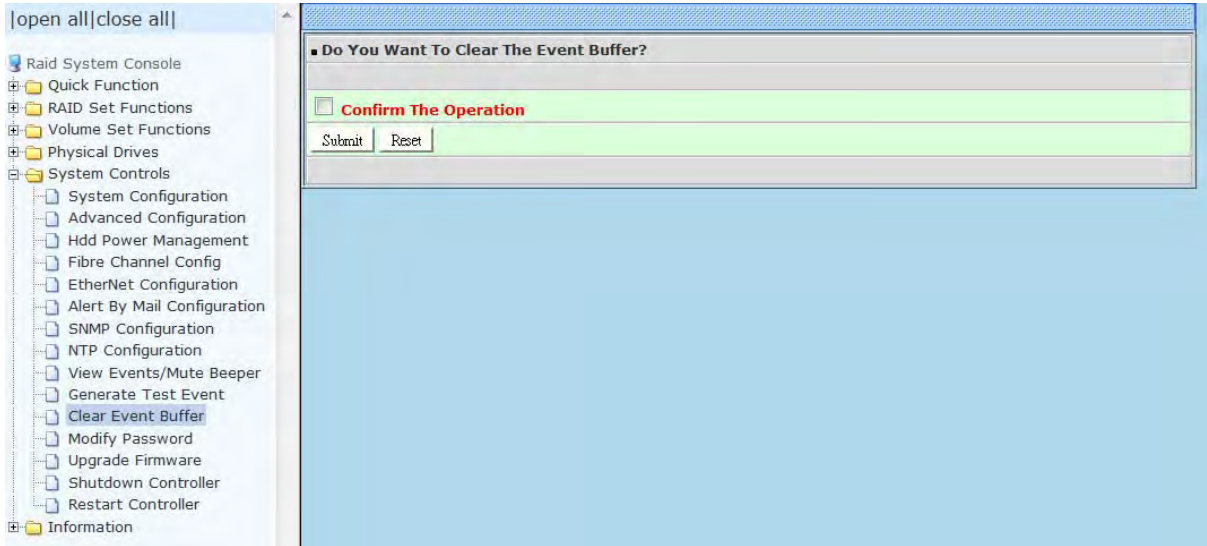 |open all|close all|
Raid System Console
Quick Function
RAID Set Functions
Volume Set Functions
Physical Drives
System Controls
System Configuration
Advanced Configuration
Hdd Power Management
Fibre Channel Config
EtherNet Configuration
Alert By Mail Configuration
SNMP Configuration
NTP Configuration
View Events/Mute Beeper
Generate Test Event
Clear Event Buffer
Modify Password
Upgrade Firmware
Shutdown Controller
Restart Controller
Information
Do You Want To Clear The Event Buffer?
Confirm The Operation
Submit Reset